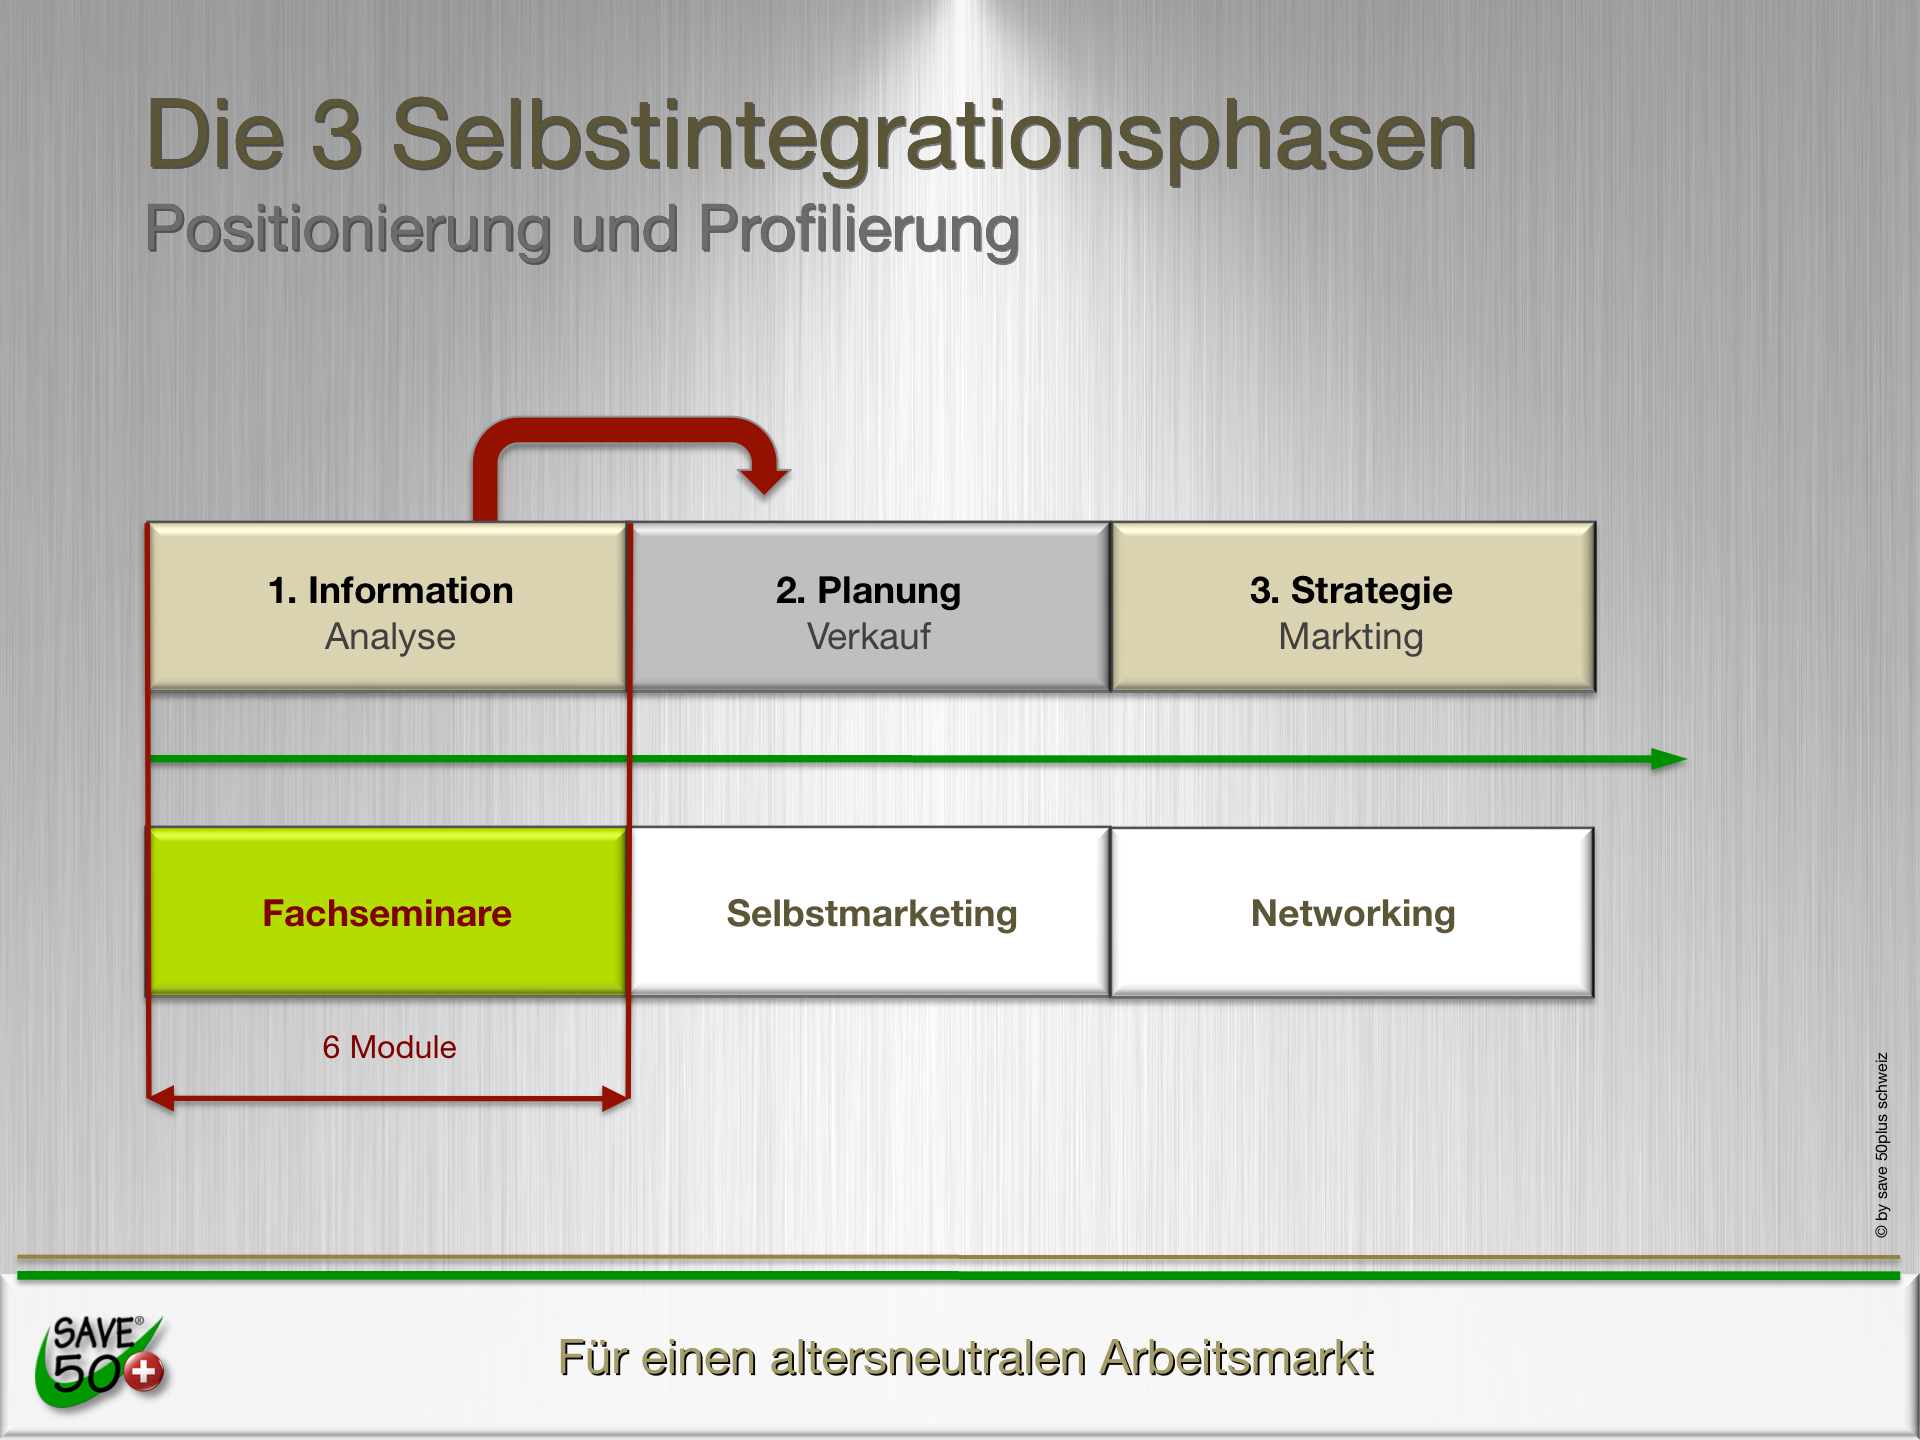 Die 3 Selbstintegrationsphasen
Positionierung und Profilierung
1. Information
Analyse
2. Planung
Verkauf
3. Strategie
Markting
Fachseminare
Selbstmarketing
Networking
6 Module
© by save 50plus schweiz
SAVE®
50+
Für einen altersneutralen Arbeitsmarkt